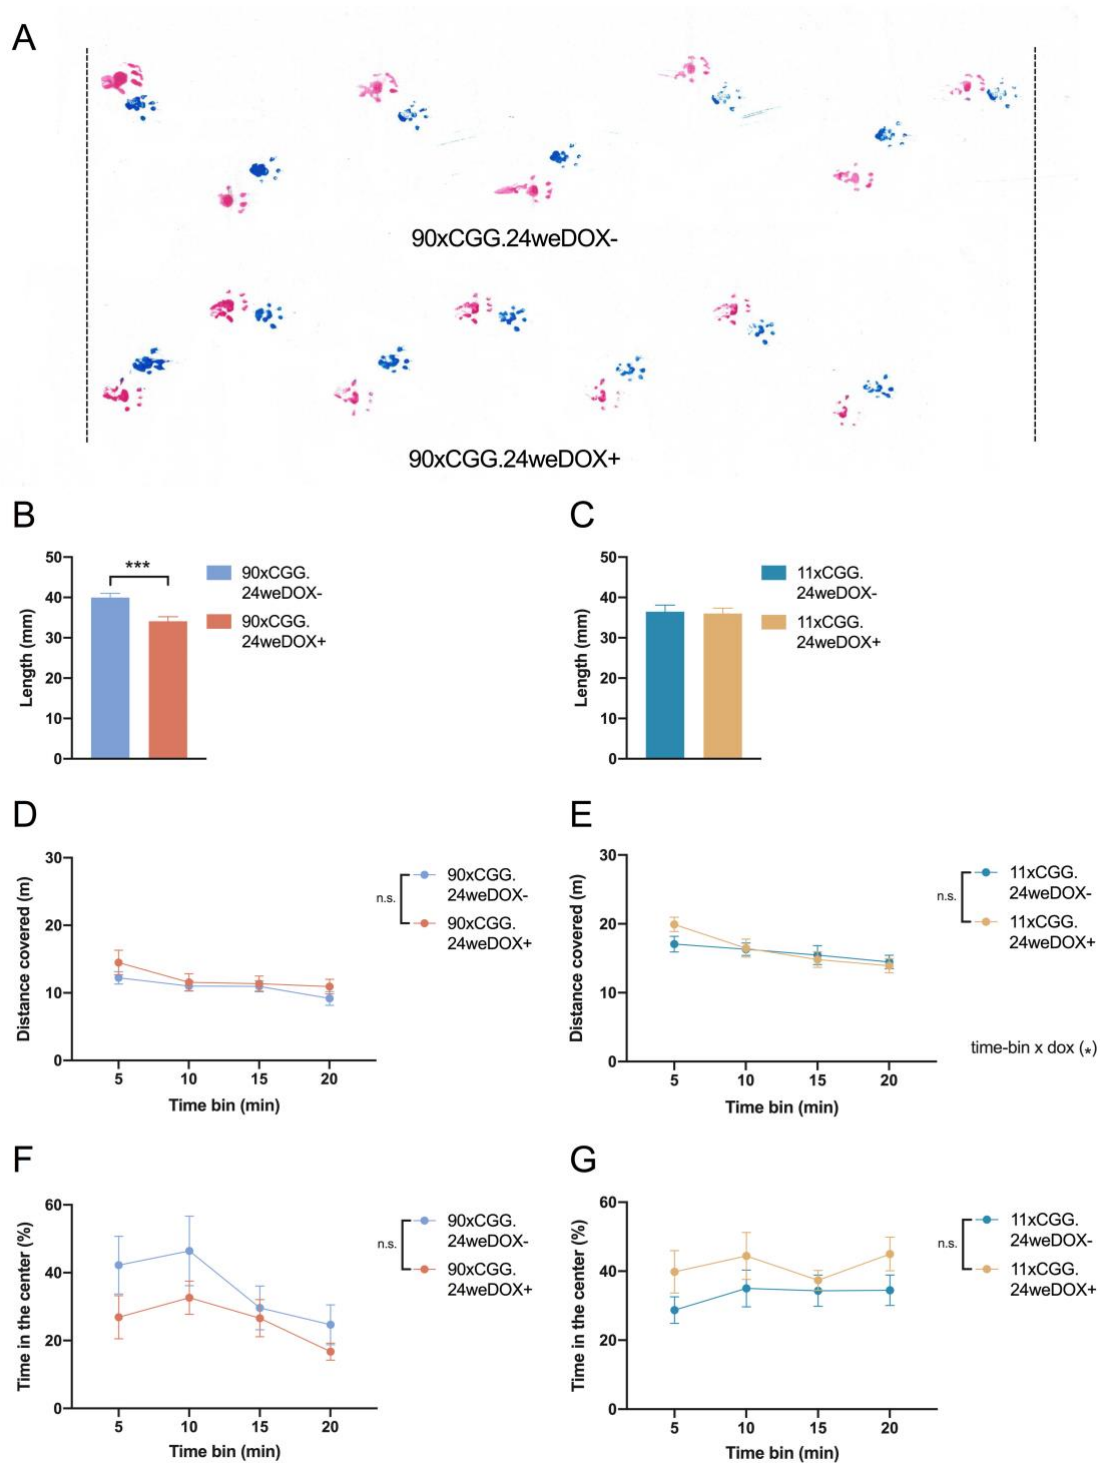 A
90xCGG.24weDOX-
90xCGG.24weDOX+
B
50
40
30
20
10
0
Length (mm)
***
90xCGG.
24weDOX-
90xCGG.
24weDOX+
C
50
40
30
20
10
0
Length (mm)
11xCGG.
24weDOX-
11xCGG.
24weDOX+
D
30
20
10
0
Distance covered (m)
5 10 15 20
Time bin (min)
n.s.
90xCGG.
24weDOX-
90xCGG.
24weDOX+
E
30
20
10
0
Distance covered (m)
5 10 15 20
Time bin (min)
n.s.
11xCGG.
24weDOX-
11xCGG.
24weDOX+
time-bin x dox (*)
F
60
40
20
0
Time in the center (%)
5 10 15 20
Time bin (min)
n.s.
90xCGG.
24weDOX-
90xCGG.
24weDOX+
G
60
40
20
0
Time in the center (%)
5 10 15 20
Time bin (min)
n.s.
11xCGG.
24weDOX-
11xCGG.
24weDOX+